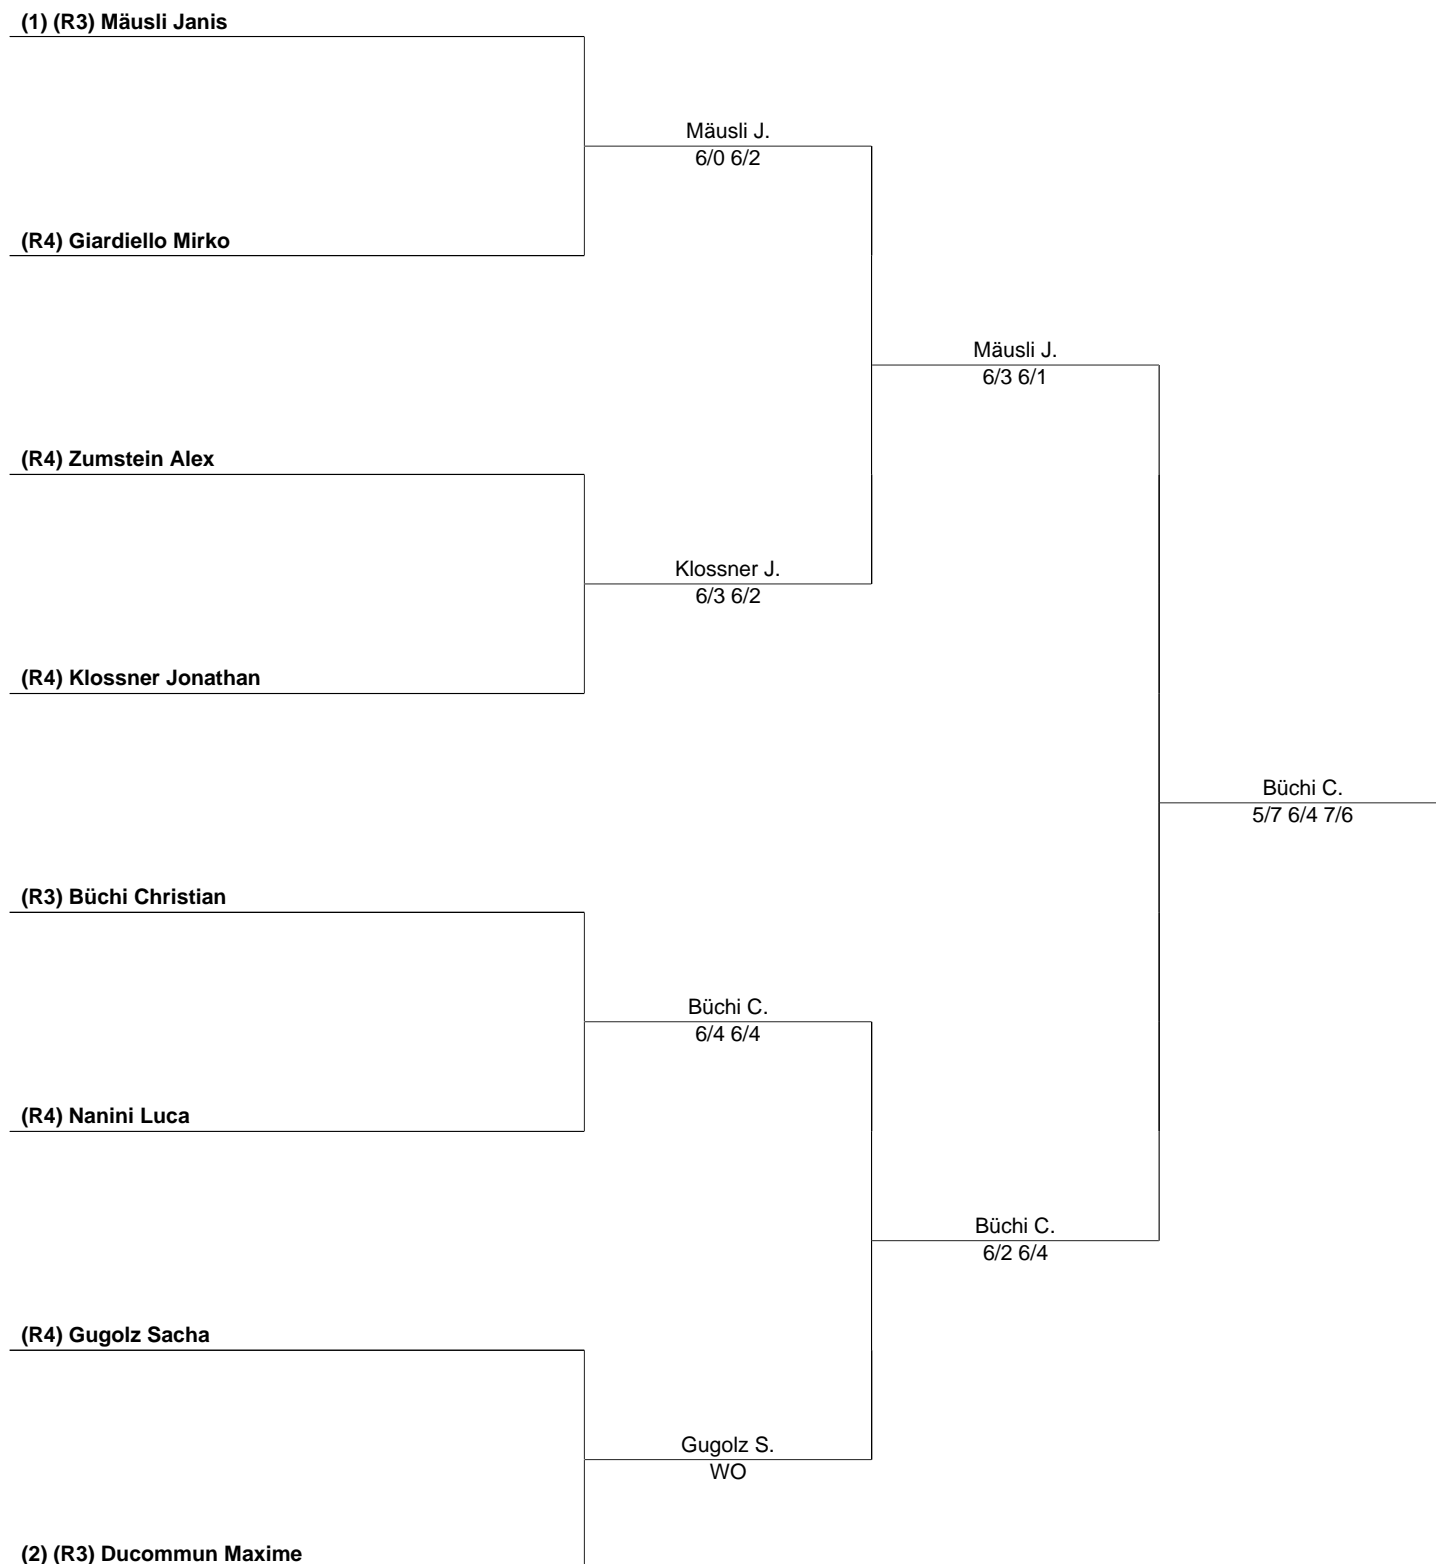 (1) (R3) Mäusli Janis
Mäusli J.
6/0 6/2
(R4) Giardiello Mirko
Mäusli J.
6/3 6/1
(R4) Zumstein Alex
Klossner J.
6/3 6/2
(R4) Klossner Jonathan
Büchi C.
5/7 6/4 7/6
(R3) Büchi Christian
Büchi C.
6/4 6/4
(R4) Nanini Luca
Büchi C.
6/2 6/4
(R4) Gugolz Sacha
Gugolz S.
WO
(2) (R3) Ducommun Maxime